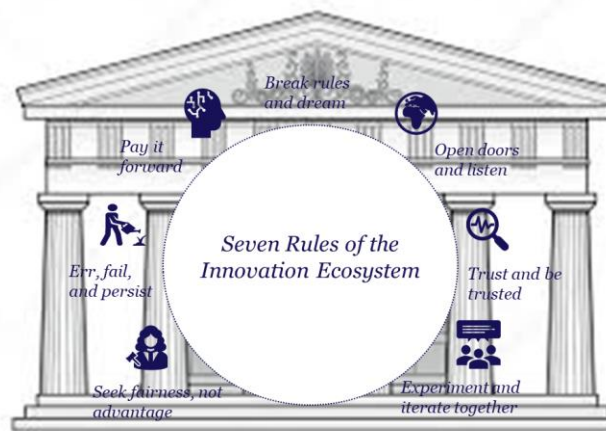 Break rules
and dream
Pay it
forward
Open doors
and listen
Seven Rules of the
Innovation Ecosystem
Err, fail,
and persist
Trust and be
trusted
Seek fairness, not
advantage
Experiment and
iterate together